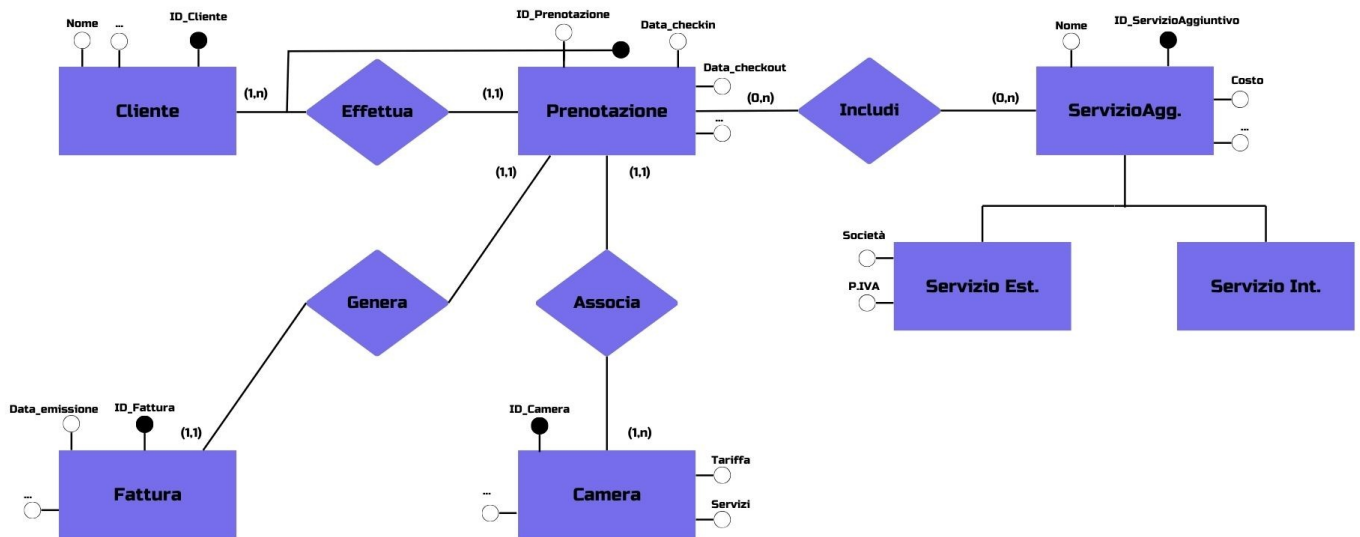 Nome
...
ID_Cliente
ID_Prenotazione
Data_checkin
Data_checkout
...
Nome
ID_ServizioAggiuntivo
Costo
...
Cliente
(1,n)
Effettua
(1,1)
Prenotazione
(0,n)
Includi
(0,n)
ServizioAgg.
(1,1)
(1,1)
Società
P.IVA
Servizio Est.
Servizio Int.
Genera
Associa
Data_emissione
ID_Fattura
(1,1)
...
Fattura
ID_Camera
(1,n)
...
Camera
Tariffa
Servizi